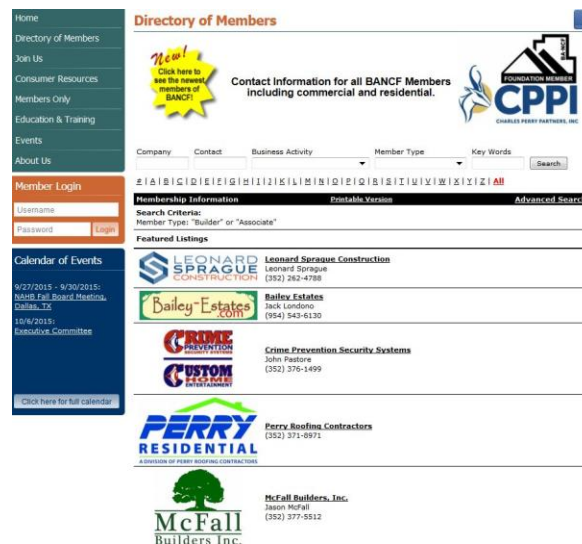 Home
Directory of Members
Join Us
Consumer Resources
Members Only
Education & Training
Events
About Us
Member Login
Username
Password Login
Calendar of Events
9/27/2015 - 9/30/2015:
NAHB Fall Board Meeting,
Dallas, TX
10/6/2015:
Executive Committee
Click here for full calendar
Directory of Members
New!
Click here to
see the newest
members of
BANCF!
Contact Information for all BANCF Members
including commercial and residential.
BANCF
FOUNDATION MEMBER
CPPI
CHARLES PERRY PARTNERS, INC
Company Contact Business Activity Member Type Key Words
Search
# | A | B | C | D | E | F | G | H | I | J | K | L | M | N | O | P | Q | R | S | T | U | V | W | X | Y | Z | All
Membership Information Printable Version Advanced Searc
Search Criteria:
Member Type: "Builder" or "Associate"
Featured Listings
LEONARD
SPRAGUE
CONSTRUCTION
Leonard Sprague Construction
Leonard Sprague
(352) 262-4788
Bailey-Estates
.com
Bailey Estates
Jack Londono
(954) 543-6130
CRIME
PREVENTION
SECURITY SYSTEMS
CUSTOM
HOME
ENTERTAINMENT
Crime Prevention Security Systems
John Pastore
(352) 376-1499
PERRY
RESIDENTIAL
A DIVISION OF PERRY ROOFING CONTRACTORS
Perry Roofing Contractors
(352) 371-8971
McFall
Builders Inc.
McFall Builders, Inc.
Jason McFall
(352) 377-5512